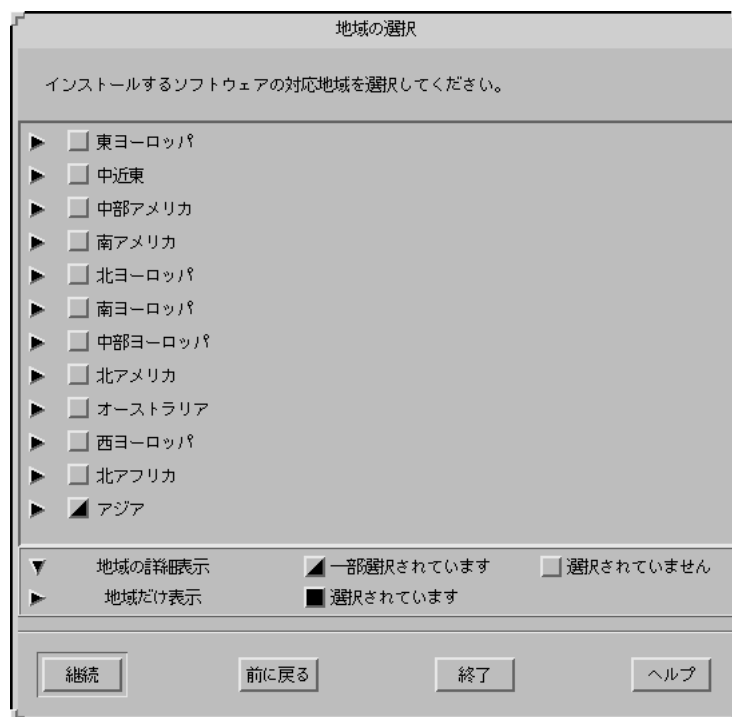 地域の選択
インストールするソフトウェアの対応地域を選択してください。
東ヨーロッパ
中近東
中部アメリカ
南アメリカ
北ヨーロッパ
南ヨーロッパ
中部ヨーロッパ
北アメリカ
オーストラリア
西ヨーロッパ
北アフリカ
アジア
地域の詳細表示 一部選択されています 選択されていません
地域だけ表示 選択されています
継続 前に戻る 終了 ヘルプ